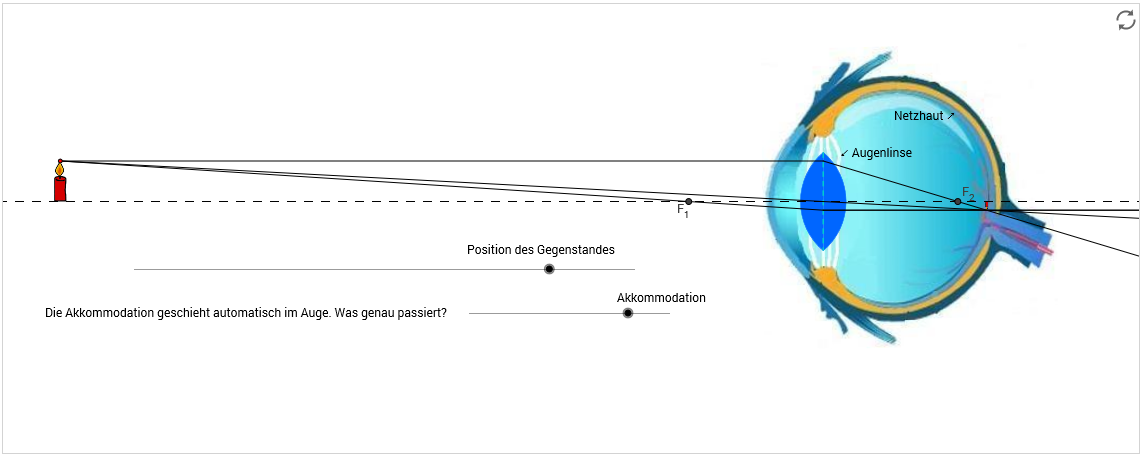 Netzhaut ↗
↙ Augenlinse
F₂
F₁
Position des Gegenstandes
Akkommodation
Die Akkommodation geschieht automatisch im Auge. Was genau passiert?